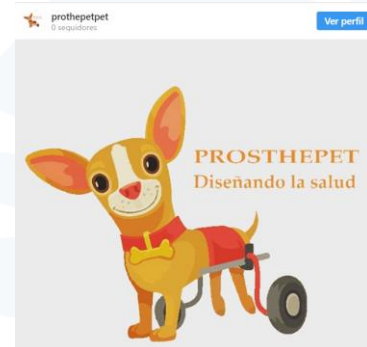 prothepetpet
0 seguidores
Ver perfil
PROSTHEPET
Diseñando la salud